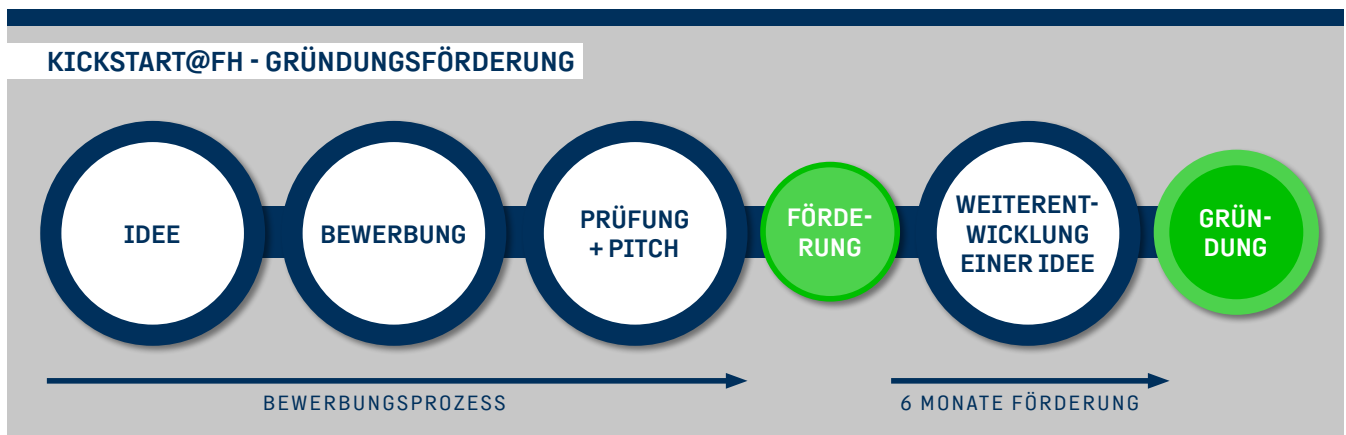 KICKSTART@FH - GRÜNDUNGSFÖRDERUNG
IDEE
BEWERBUNG
PRÜFUNG
+ PITCH
FÖRDE-
RUNG
WEITERENT-
WICKLUNG
EINER IDEE
GRÜN-
DUNG
BEWERBUNGSPROZESS
6 MONATE FÖRDERUNG